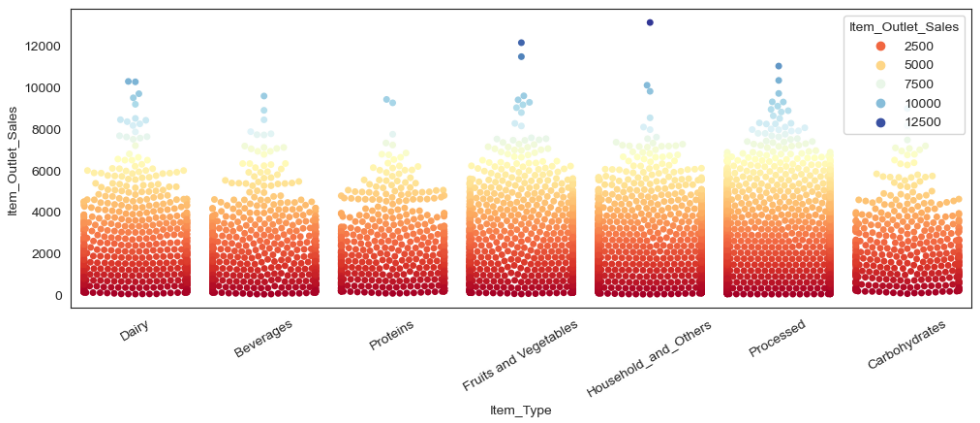 Item_Outlet_Sales
2500
5000
7500
10000
12500
12000
10000
8000
6000
4000
2000
0
Item_Outlet_Sales
Dairy
Beverages
Proteins
Fruits and Vegetables
Household_and_Others
Processed
Carbohydrates
Item_Type